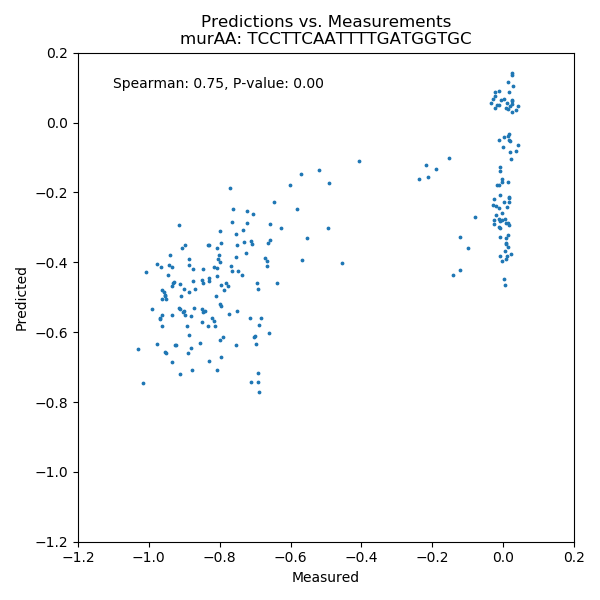 Predictions vs. Measurements
murAA: TCCTTCAATTTTGATGGTGC
Spearman: 0.75, P-value: 0.00
0.2
0.0
−0.2
−0.4
−0.6
−0.8
−1.0
−1.2
Predicted
−1.2 −1.0 −0.8 −0.6 −0.4 −0.2 0.0 0.2
Measured